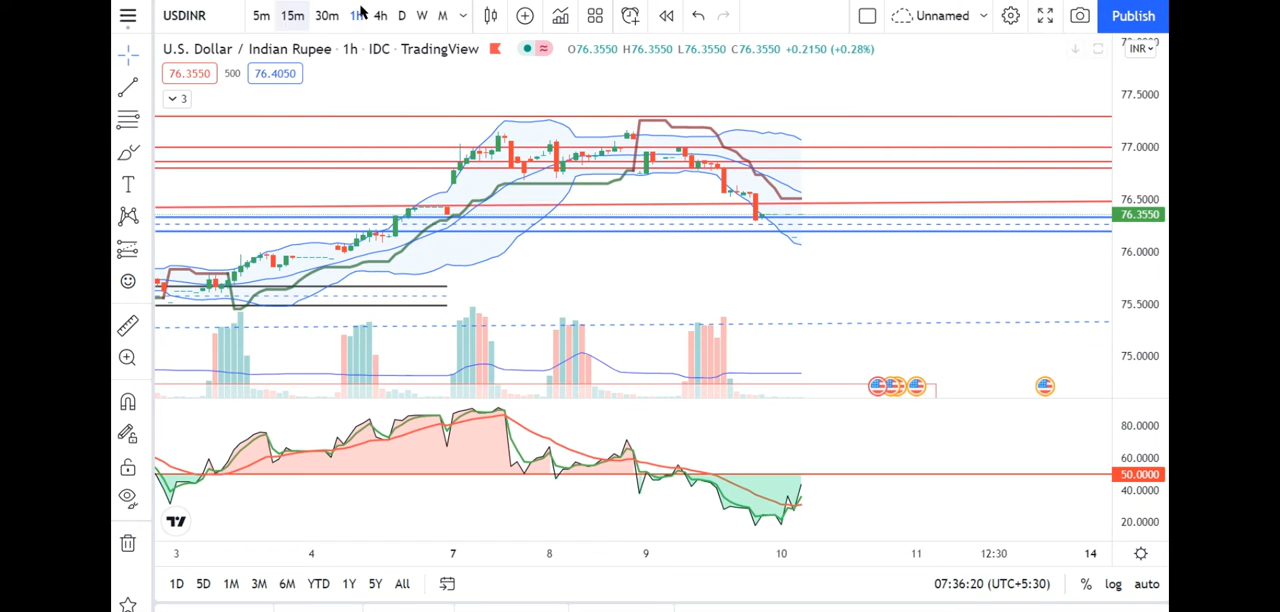 USDINR 5m 15m 30m 1h 4h D W M Unnamed Publish
U.S. Dollar / Indian Rupee · 1h · IDC · TradingView O76.3550 H76.3550 L76.3550 C76.3550 +0.2150 (+0.28%) INR
76.3550 500 76.4050
3
77.5000
77.0000
76.5000
76.3550
76.0000
75.5000
75.0000
80.0000
60.0000
50.0000
40.0000
20.0000
3 4 7 8 9 10 11 12:30 14
1D 5D 1M 3M 6M YTD 1Y 5Y All 07:36:20 (UTC+5:30) % log auto